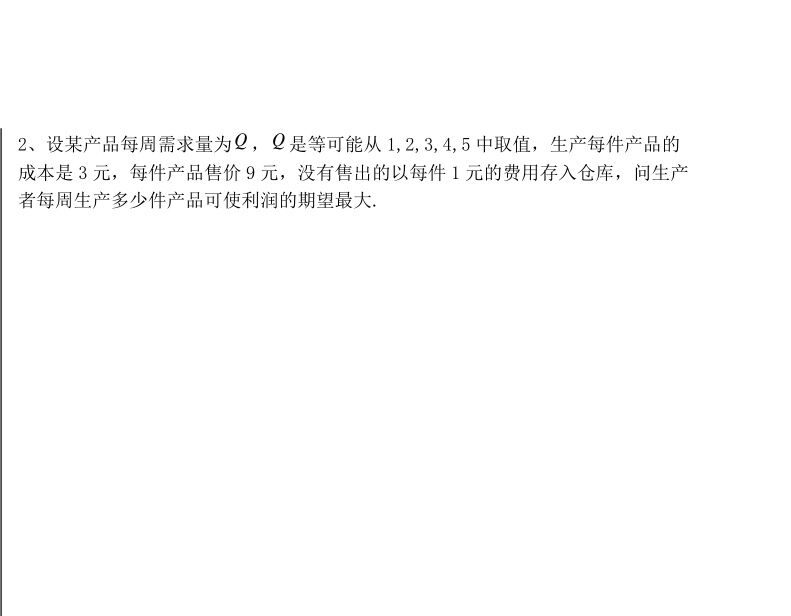 2、设某产品每周需求量为Q，Q是等可能从 1,2,3,4,5 中取值，生产每件产品的
成本是 3 元，每件产品售价 9 元，没有售出的以每件 1 元的费用存入仓库，问生产
者每周生产多少件产品可使利润的期望最大.